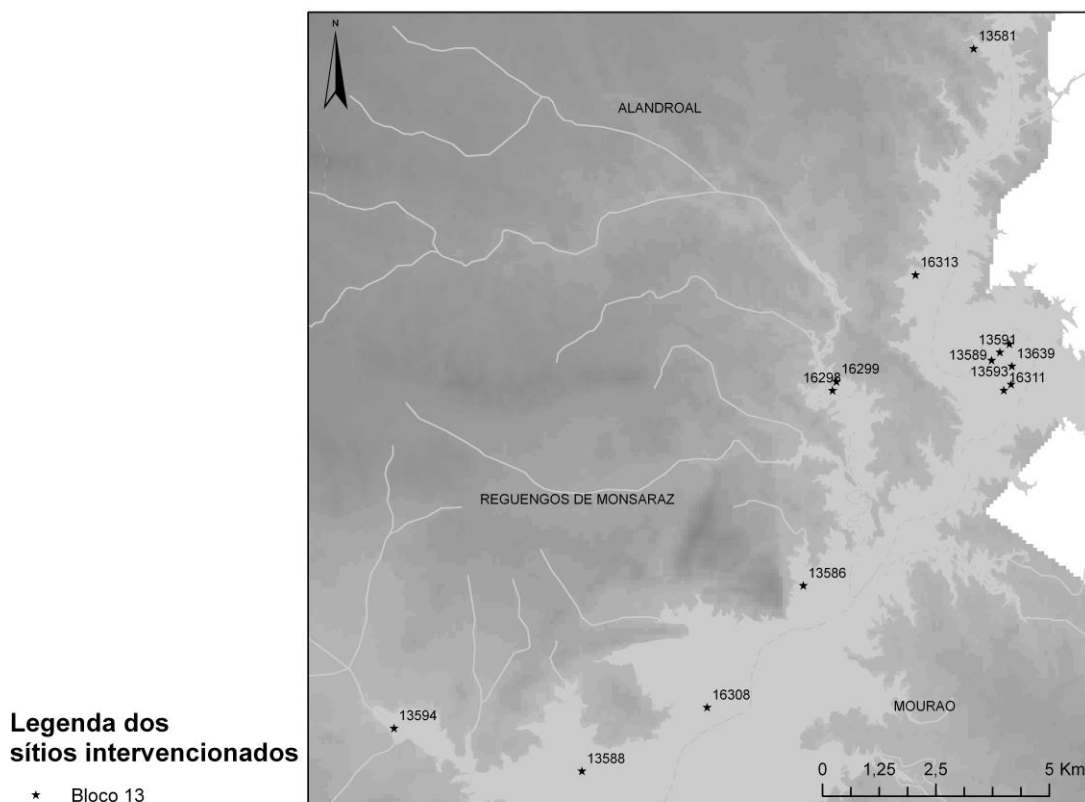 N
13581
ALANDROAL
16313
13591
13589
13639
13593
16311
16299
16298
REGUENGOS DE MONSARAZ
13586
16308
MOURAO
13594
13588
0 1,25 2,5 5 Km
Legenda dos
sítios intervencionados
Bloco 13